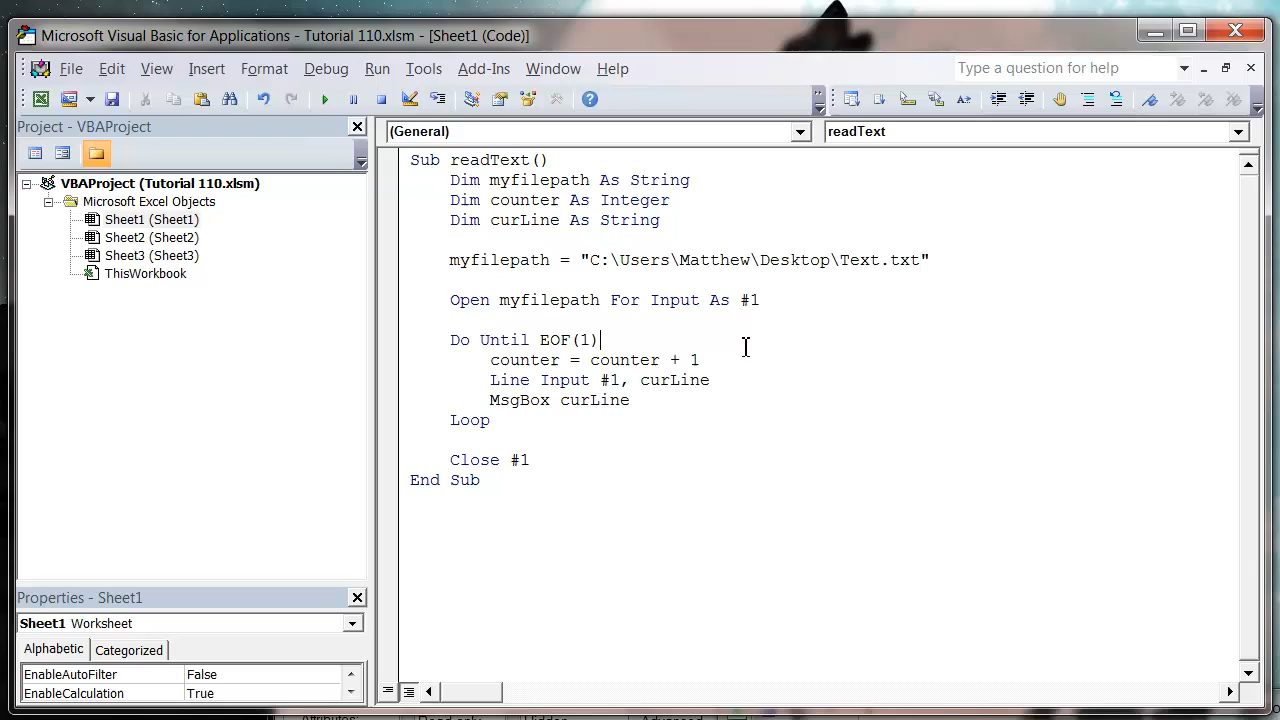 Microsoft Visual Basic for Applications - Tutorial 110.xlsm - [Sheet1 (Code)]
File Edit View Insert Format Debug Run Tools Add-Ins Window Help Type a question for help
Project - VBAProject
(General) readText
VBAProject (Tutorial 110.xlsm)
Microsoft Excel Objects
Sheet1 (Sheet1)
Sheet2 (Sheet2)
Sheet3 (Sheet3)
ThisWorkbook
Sub readText()
Dim myfilepath As String
Dim counter As Integer
Dim curLine As String
myfilepath = "C:\Users\Matthew\Desktop\Text.txt"
Open myfilepath For Input As #1
Do Until EOF(1)
counter = counter + 1
Line Input #1, curLine
MsgBox curLine
Loop
Close #1
End Sub
Properties - Sheet1
Sheet1 Worksheet
Alphabetic Categorized
EnableAutoFilter False
EnableCalculation True